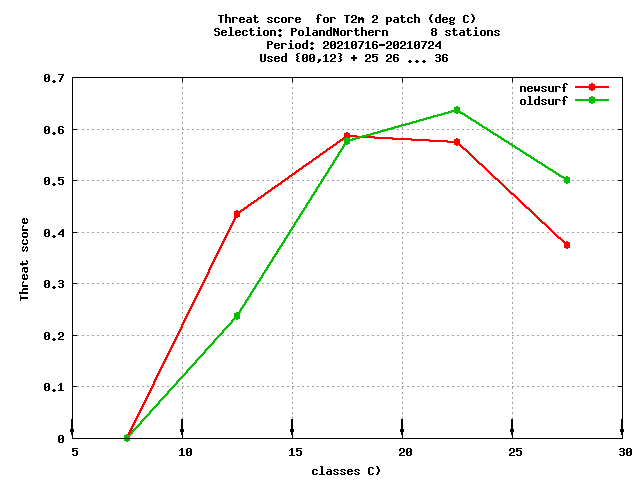 Threat score  for T2m 2 patch (deg C)
Selection: PolandNorthern      8 stations
Period: 20210716-20210724
Used {00,12} + 25 26 ... 36
newsurf
oldsurf
Threat score
0.7
0.6
0.5
0.4
0.3
0.2
0.1
0
5 10 15 20 25 30
classes C)